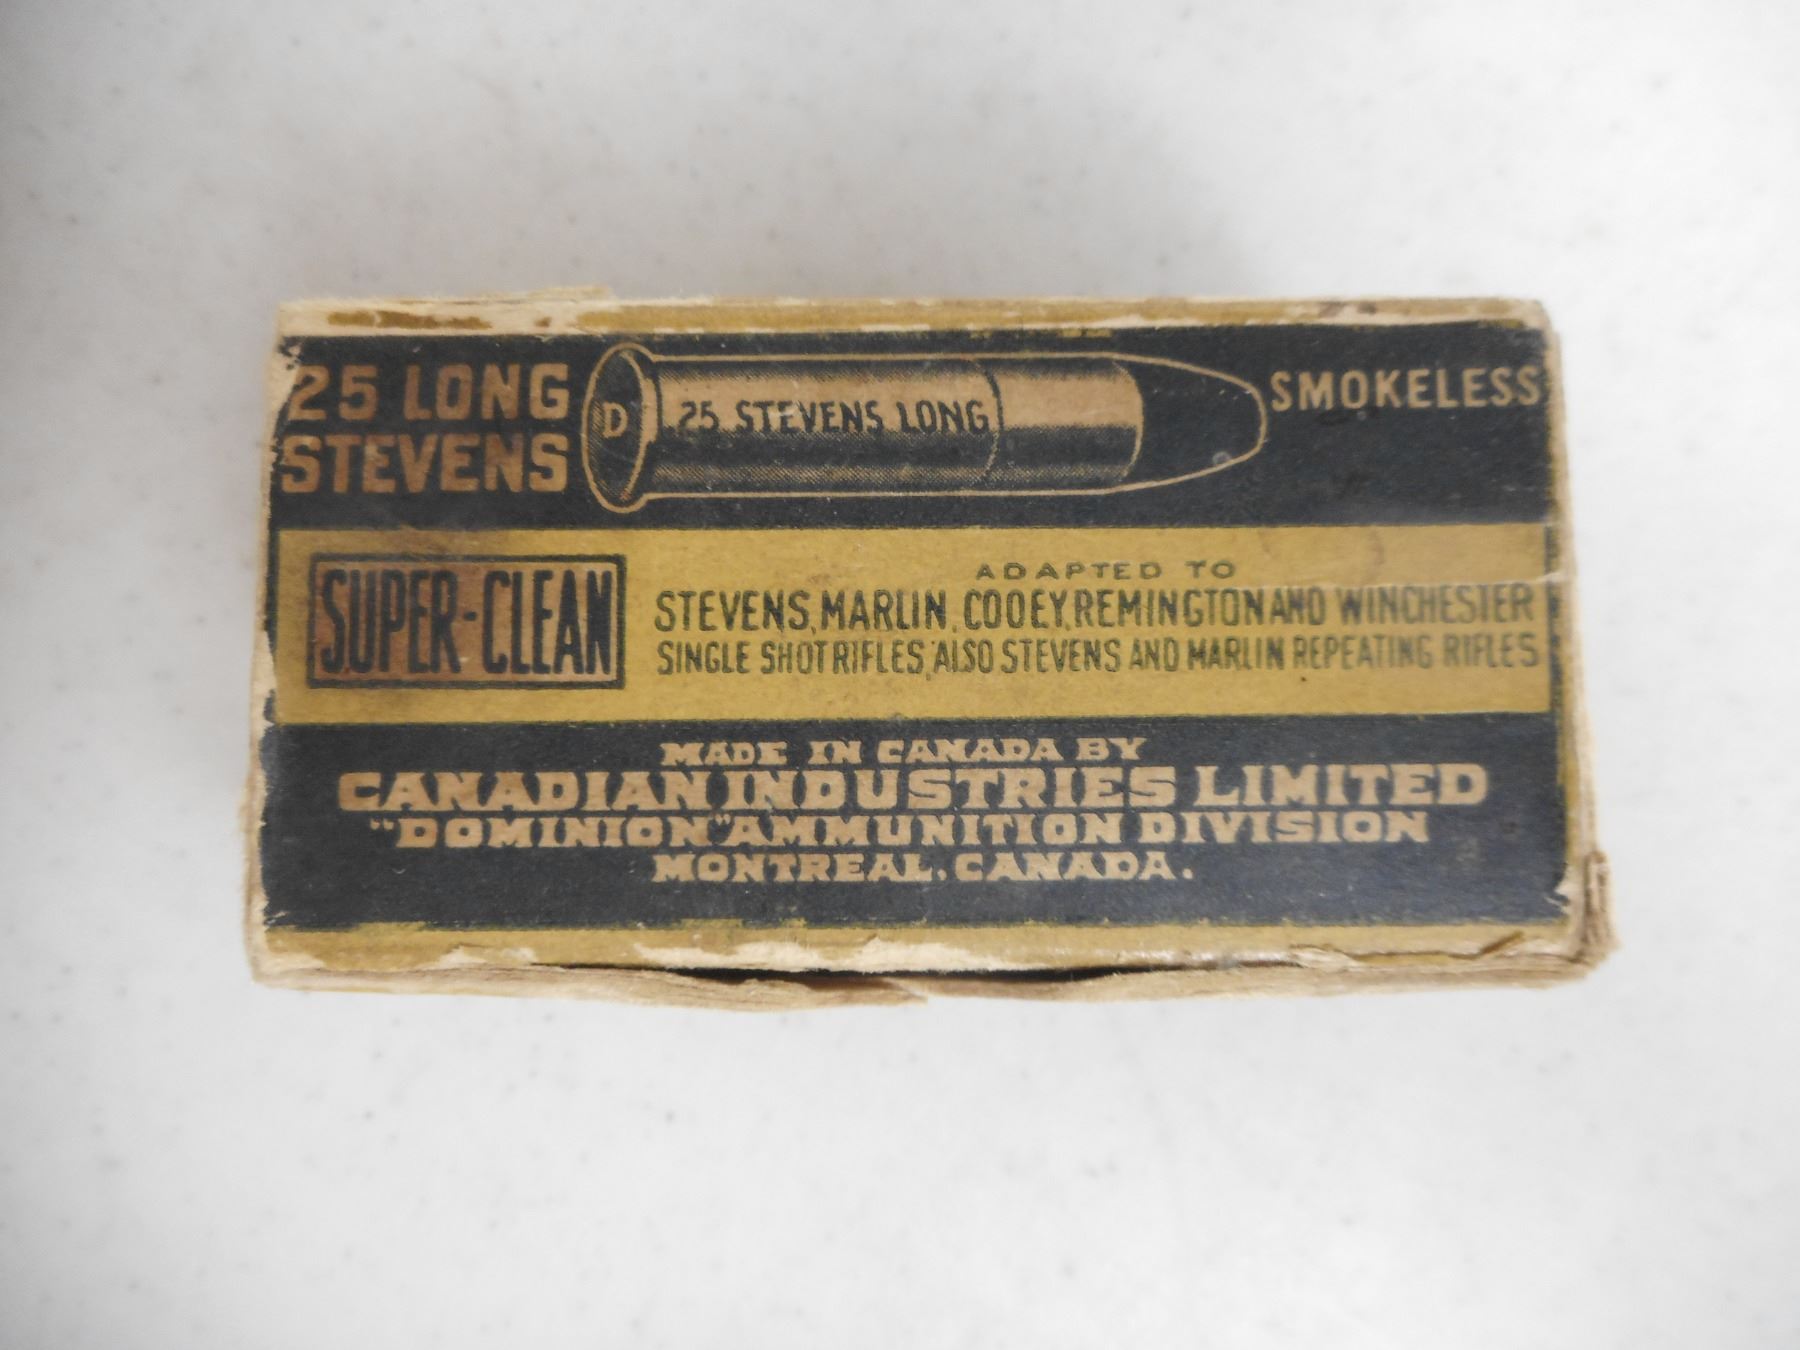 25 LONG
STEVENS
D
25 STEVENS LONG
SMOKELESS
SUPER-CLEAN
ADAPTED TO
STEVENS, MARLIN, COOEY, REMINGTON AND WINCHESTER
SINGLE SHOT RIFLES, ALSO STEVENS AND MARLIN REPEATING RIFLES
MADE IN CANADA BY
CANADIAN INDUSTRIES LIMITED
"DOMINION" AMMUNITION DIVISION
MONTREAL, CANADA.